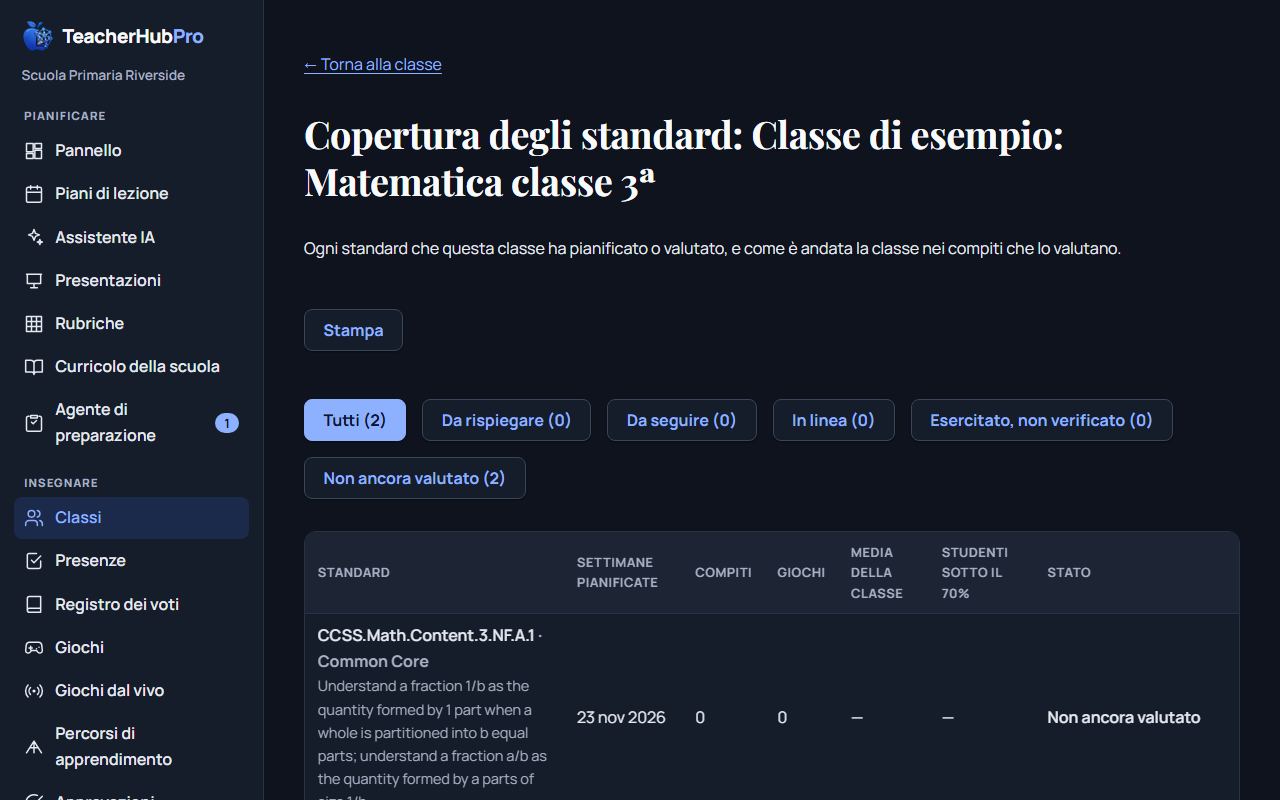 TeacherHubPro
Scuola Primaria Riverside
PIANIFICARE
Pannello
Piani di lezione
Assistente IA
Presentazioni
Rubriche
Curricolo della scuola
Agente di
preparazione
1
INSEGNARE
Classi
Presenze
Registro dei voti
Giochi
Giochi dal vivo
Percorsi di
apprendimento
← Torna alla classe
Copertura degli standard: Classe di esempio:
Matematica classe 3ª
Ogni standard che questa classe ha pianificato o valutato, e come è andata la classe nei compiti che lo valutano.
Stampa
Tutti (2)
Da rispiegare (0)
Da seguire (0)
In linea (0)
Esercitato, non verificato (0)
Non ancora valutato (2)
STANDARD
SETTIMANE
PIANIFICATE
COMPITI
GIOCHI
MEDIA
DELLA
CLASSE
STUDENTI
SOTTO IL
70%
STATO
CCSS.Math.Content.3.NF.A.1 ·
Common Core
Understand a fraction 1/b as the
quantity formed by 1 part when a
whole is partitioned into b equal
parts; understand a fraction a/b as
the quantity formed by a parts of
23 nov 2026
0
0
—
—
Non ancora valutato